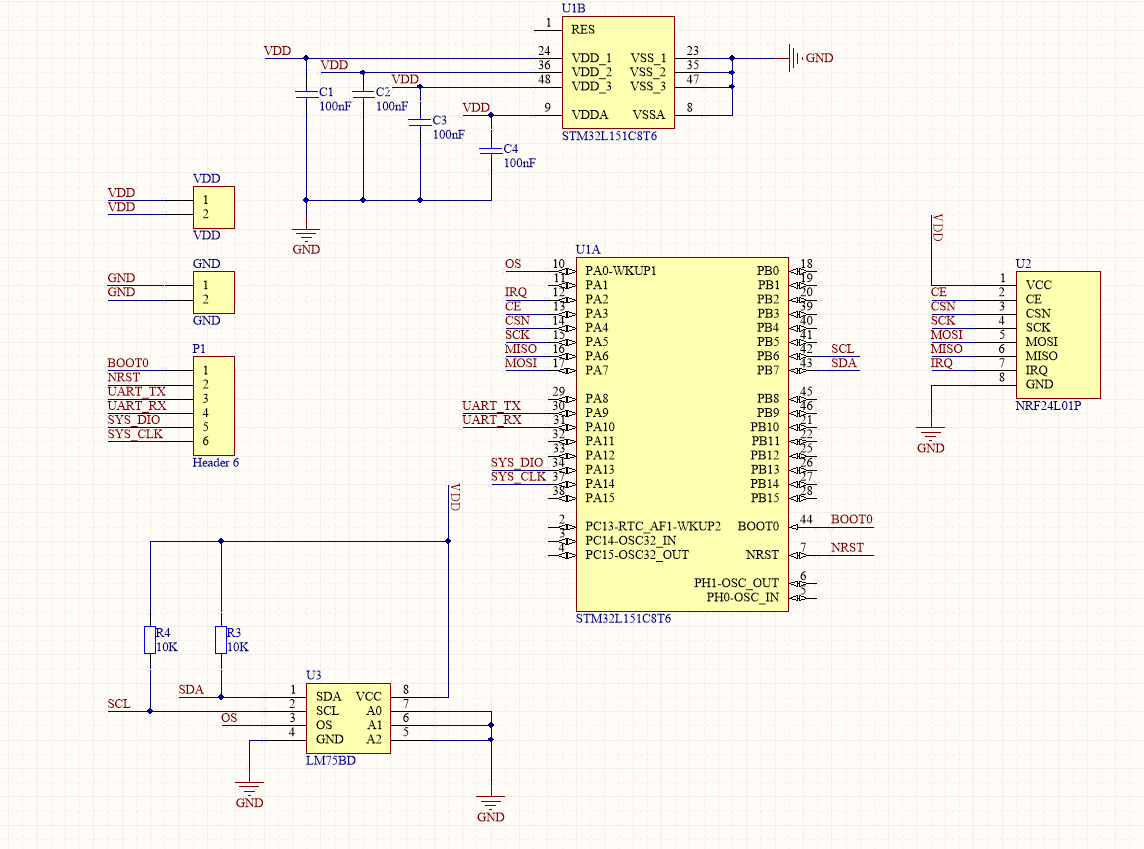 U1B
1 RES
VDD 24 VDD_1 VSS_1 23 GND
VDD 36 VDD_2 VSS_2 35
VDD 48 VDD_3 VSS_3 47
VDD 9 VDDA VSSA 8
STM32L151C8T6
C1
100nF
C2
100nF
C3
100nF
C4
100nF
GND
VDD
VDD 1
VDD 2
VDD
GND
GND 1
GND 2
GND
P1
BOOT0 1
NRST 2
UART_TX 3
UART_RX 4
SYS_DIO 5
SYS_CLK 6
Header 6
U1A
OS 10 PA0-WKUP1 PB0 18
11 PA1 PB1 19
IRQ 12 PA2 PB2 20
CE 13 PA3 PB3 39
CSN 14 PA4 PB4 40
SCK 15 PA5 PB5 41
MISO 16 PA6 PB6 42 SCL
MOSI 17 PA7 PB7 43 SDA
29 PA8 PB8 45
UART_TX 30 PA9 PB9 46
UART_RX 31 PA10 PB10 21
32 PA11 PB11 22
33 PA12 PB12 25
SYS_DIO 34 PA13 PB13 26
SYS_CLK 37 PA14 PB14 27
38 PA15 PB15 28
2 PC13-RTC_AF1-WKUP2 BOOT0 44 BOOT0
3 PC14-OSC32_IN
4 PC15-OSC32_OUT NRST 7 NRST
PH1-OSC_OUT 6
PH0-OSC_IN 5
STM32L151C8T6
VDD
U2
1 VCC
CE 2 CE
CSN 3 CSN
SCK 4 SCK
MOSI 5 MOSI
MISO 6 MISO
IRQ 7 IRQ
8 GND
NRF24L01P
GND
VDD
R4
10K
R3
10K
U3
SDA 1 SDA VCC 8
SCL 2 SCL A0 7
OS 3 OS A1 6
4 GND A2 5
LM75BD
GND
GND